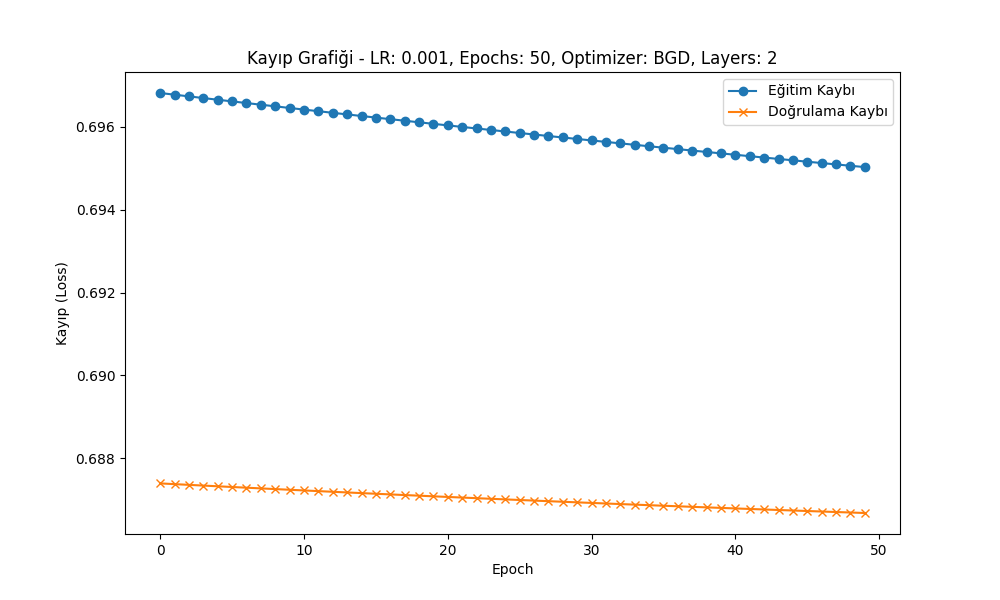 Kayıp Grafiği - LR: 0.001, Epochs: 50, Optimizer: BGD, Layers: 2
Eğitim Kaybı
Doğrulama Kaybı
0.696
0.694
0.692
0.690
0.688
Kayıp (Loss)
0 10 20 30 40 50
Epoch